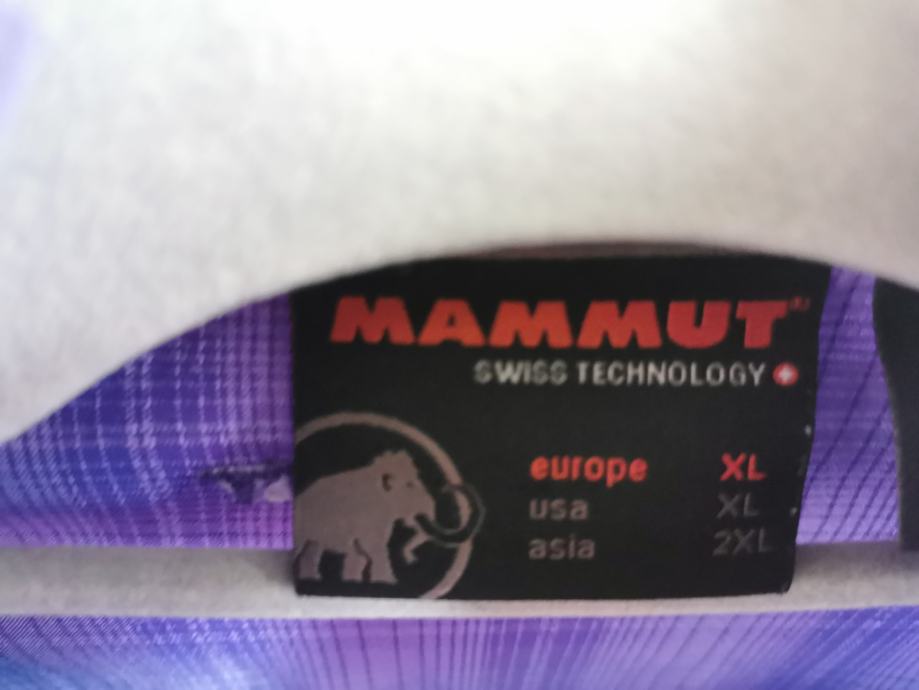 MAMMUT®
SWISS TECHNOLOGY
europe XL
usa XL
asia 2XL